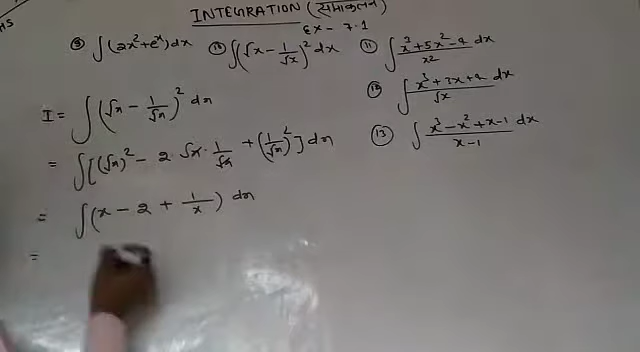 HS
INTEGRATION (समाकलन)
EX - 7.1
⑨ ∫(2x²+eˣ)dx ⑩ ∫(√x - 1/√x)² dx ⑪ ∫ x³+5x²-4/x² dx
⑫ ∫ x³+3x+4/√x dx
⑬ ∫ x³-x²+x-1/x-1 dx
I = ∫(√x - 1/√x)² dx
= ∫[(√x)² - 2 √x · 1/√x + (1/√x)²] dx
= ∫(x - 2 + 1/x) dx
=